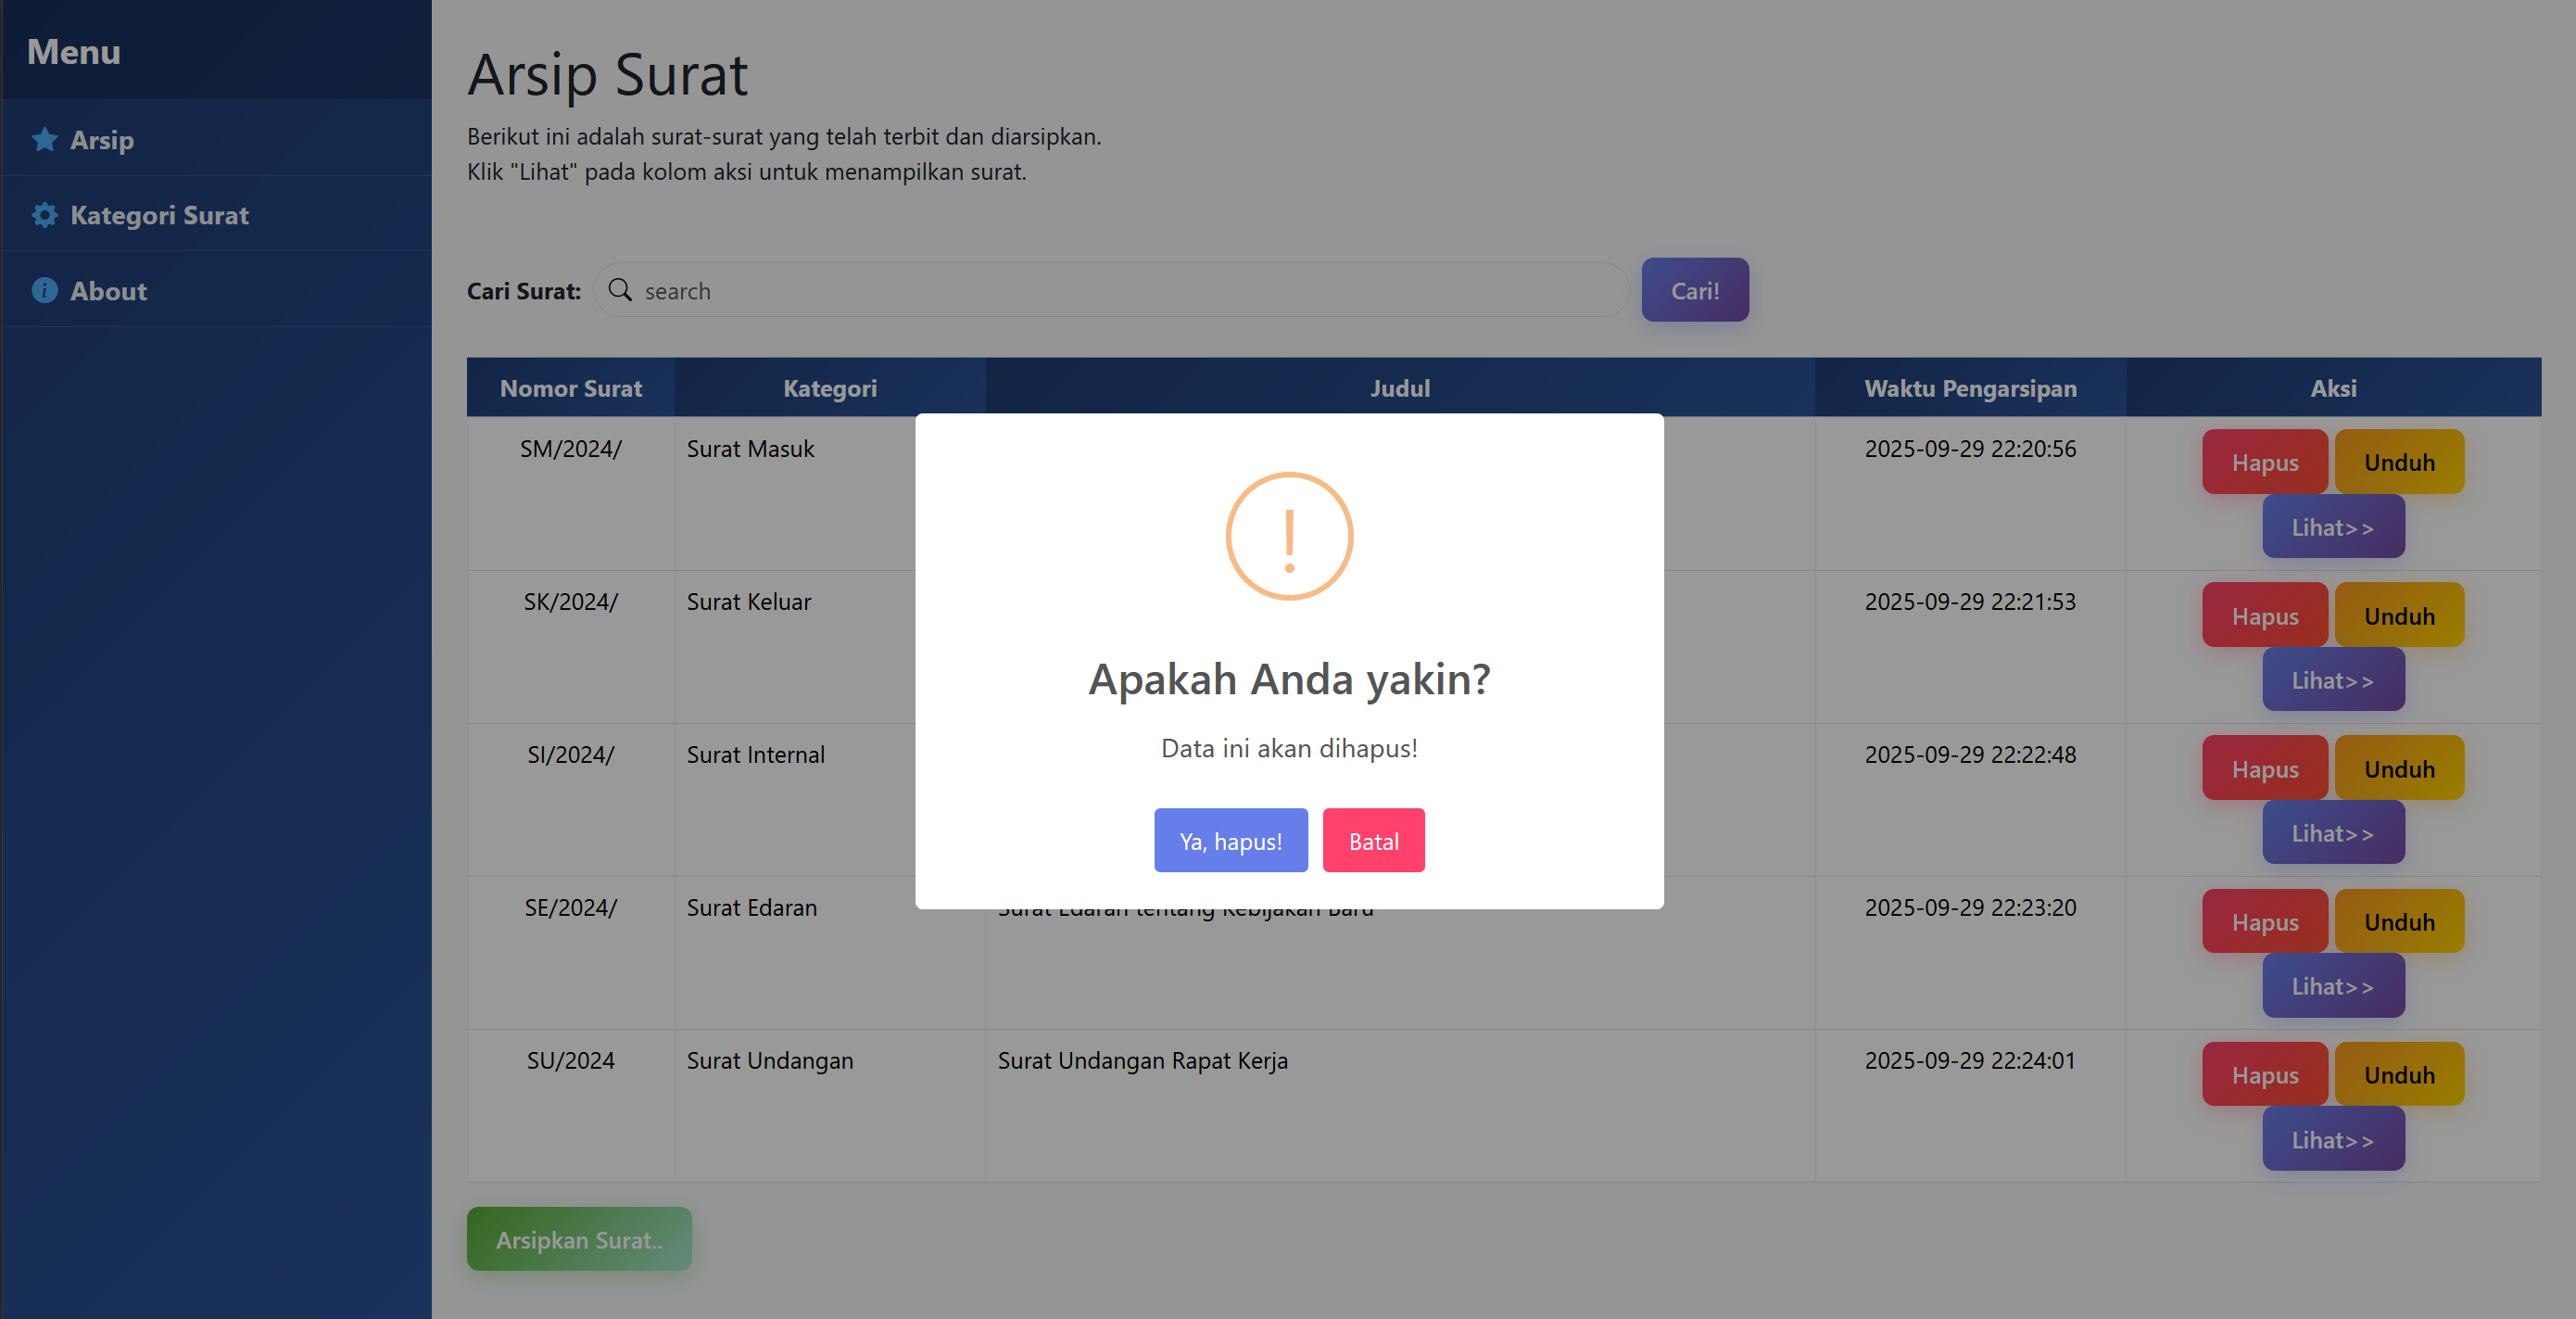 Menu
Arsip
Kategori Surat
About
Arsip Surat
Berikut ini adalah surat-surat yang telah terbit dan diarsipkan.
Klik "Lihat" pada kolom aksi untuk menampilkan surat.
Cari Surat: search Cari!
Nomor Surat Kategori Judul Waktu Pengarsipan Aksi
SM/2024/ Surat Masuk 2025-09-29 22:20:56 Hapus Unduh
Lihat>>
SK/2024/ Surat Keluar 2025-09-29 22:21:53 Hapus Unduh
Lihat>>
SI/2024/ Surat Internal 2025-09-29 22:22:48 Hapus Unduh
Lihat>>
SE/2024/ Surat Edaran Surat Edaran tentang Kebijakan Baru 2025-09-29 22:23:20 Hapus Unduh
Lihat>>
SU/2024 Surat Undangan Surat Undangan Rapat Kerja 2025-09-29 22:24:01 Hapus Unduh
Lihat>>
Arsipkan Surat..
!
Apakah Anda yakin?
Data ini akan dihapus!
Ya, hapus! Batal